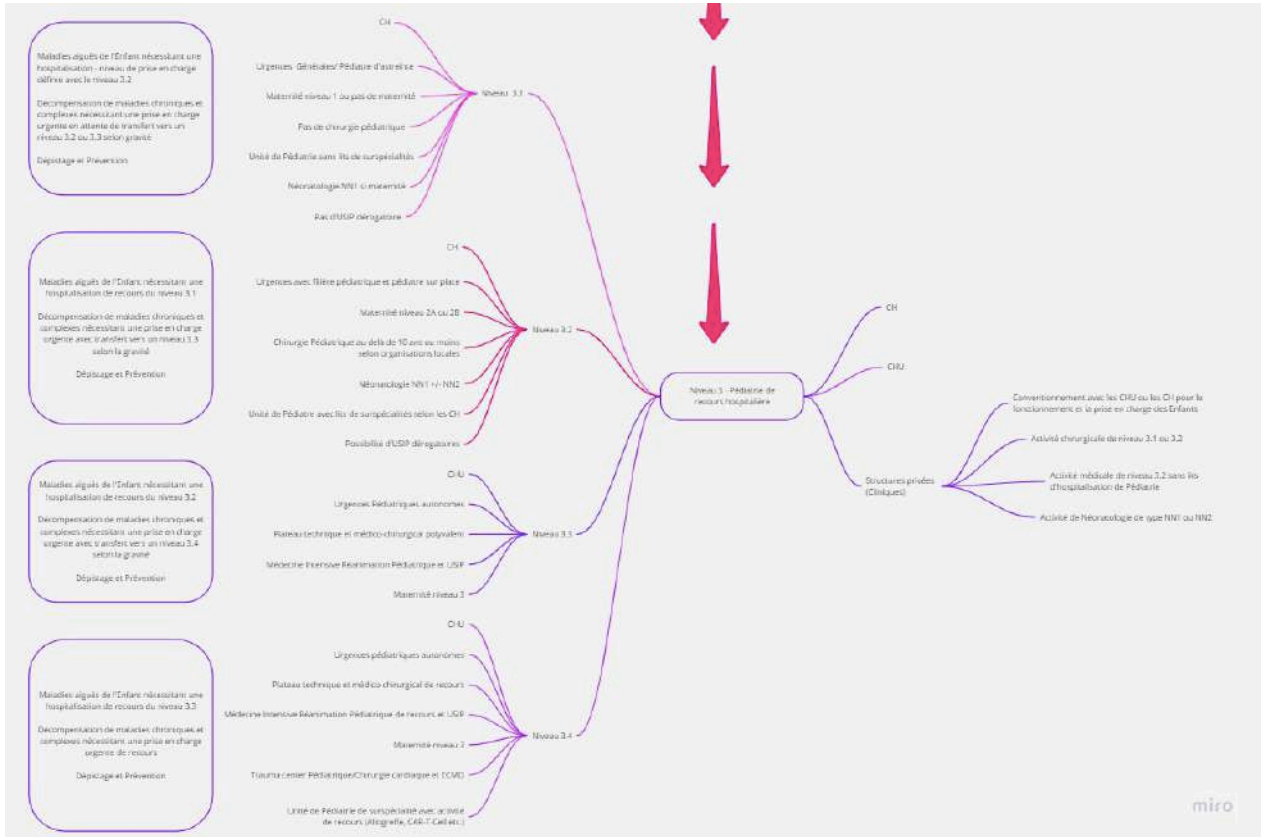 Maladies aiguës de l'Enfant nécessitant une
hospitalisation - niveau de prise en charge
définie avec le niveau 3.2
Décompensation de maladies chroniques et
complexes nécessitant une prise en charge
urgente en attente de transfert vers un
niveau 3.2 ou 3.3 selon gravité
Dépistage et Prévention
CH
Urgences Générales/ Pédiatre d'astreinte
Maternité niveau 1 ou pas de maternité
Pas de chirurgie pédiatrique
Unité de Pédiatrie sans lits de surspécialités
Néonatologie NN1 si maternité
Pas d'USIP dérogatoire
Niveau 3.1
Maladies aiguës de l'Enfant nécessitant une
hospitalisation de recours du niveau 3.1
Décompensation de maladies chroniques et
complexes nécessitant une prise en charge
urgente avec transfert vers un niveau 3.3
selon la gravité
Dépistage et Prévention
CH
Urgences avec filière pédiatrique et pédiatre sur place
Maternité niveau 2A ou 2B
Chirurgie Pédiatrique au delà de 10 ans ou moins
selon organisations locales
Néonatologie NN1 +/- NN2
Unité de Pédiatrie avec lits de surspécialités selon les CH
Possibilité d'USIP dérogatoires
Niveau 3.2
Maladies aiguës de l'Enfant nécessitant une
hospitalisation de recours du niveau 3.2
Décompensation de maladies chroniques et
complexes nécessitant une prise en charge
urgente avec transfert vers un niveau 3.4
selon la gravité
Dépistage et Prévention
CHU
Urgences Pédiatriques autonomes
Plateau technique et médico-chirurgical polyvalent
Médecine Intensive Réanimation Pédiatrique et USIP
Maternité niveau 3
Niveau 3.3
Maladies aiguës de l'Enfant nécessitant une
hospitalisation de recours du niveau 3.3
Décompensation de maladies chroniques et
complexes nécessitant une prise en charge
urgente de recours
Dépistage et Prévention
CHU
Urgences pédiatriques autonomes
Plateau technique et médico-chirurgical de recours
Médecine Intensive Réanimation Pédiatrique de recours et USIP
Maternité niveau 3
Trauma center Pédiatrique/Chirurgie cardiaque et ECMO
Unité de Pédiatrie de surspécialité avec activité
de recours (Allogreffe, CAR-T-Cell etc.)
Niveau 3.4
Niveau 3 - Pédiatrie de
recours hospitalière
CH
CHU
Structures privées
(Cliniques)
Conventionnement avec les CHU ou les CH pour le
fonctionnement et la prise en charge des Enfants
Activité chirurgicale de niveau 3.1 ou 3.2
Activité médicale de niveau 3.2 sans lits
d'hospitalisation de Pédiatrie
Activité de Néonatologie de type NN1 ou NN2
miro